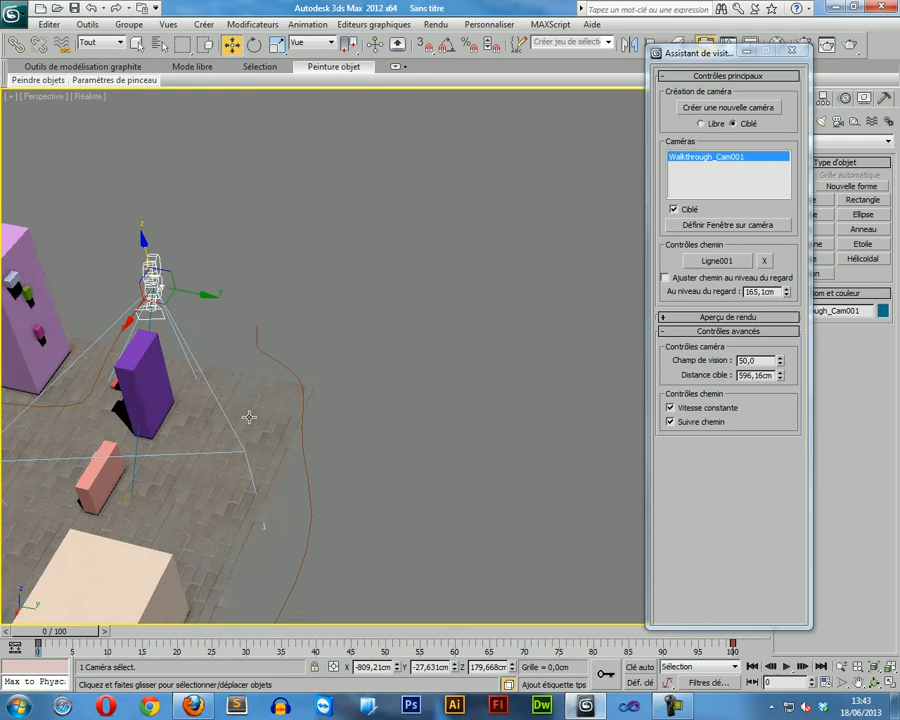 Autodesk 3ds Max 2012 x64 Sans titre
Tapez un mot-clé ou une expression
Edition Outils Groupe Vues Créer Modificateurs Animation Editeurs graphiques Rendu Personnaliser MAXScript Aide
Tout Vue 3 Créer jeu de sélection
Outils de modélisation graphite Mode libre Sélection Peinture objet
Peindre objets Paramètres de pinceau
[ + ] [ Perspective ] [ Réaliste ]
Assistant de visit...
- Contrôles principaux
Création de caméra
Créer une nouvelle caméra
Libre Ciblé
Caméras
Walkthrough_Cam001
Ciblé
Définir Fenêtre sur caméra
Contrôles chemin
Ligne001 X
Ajuster chemin au niveau du regard
Au niveau du regard : 165,1cm
+ Aperçu de rendu
- Contrôles avancés
Contrôles caméra
Champ de vision : 50,0
Distance cible : 596,16cm
Contrôles chemin
Vitesse constante
Suivre chemin
Type d'objet
Grille automatique
Nouvelle forme
Rectangle
Ellipse
Anneau
Etoile
Hélicoidal
om et couleur
ough_Cam001
z
y
z
y
0 / 100
0 5 10 15 20 25 30 35 40 45 50 55 60 65 70 75 80 85 90 95 100
1 Caméra sélect. X -809,21cm Y -27,631cm Z 179,668cm Grille = 0,0cm Clé auto Sélection
Max to Physc Cliquez et faites glisser pour sélectionner/déplacer objets Ajout étiquette tps Déf. clé Filtres clé... 0
S Ps Ai Fl Dw
13:43
18/06/2013